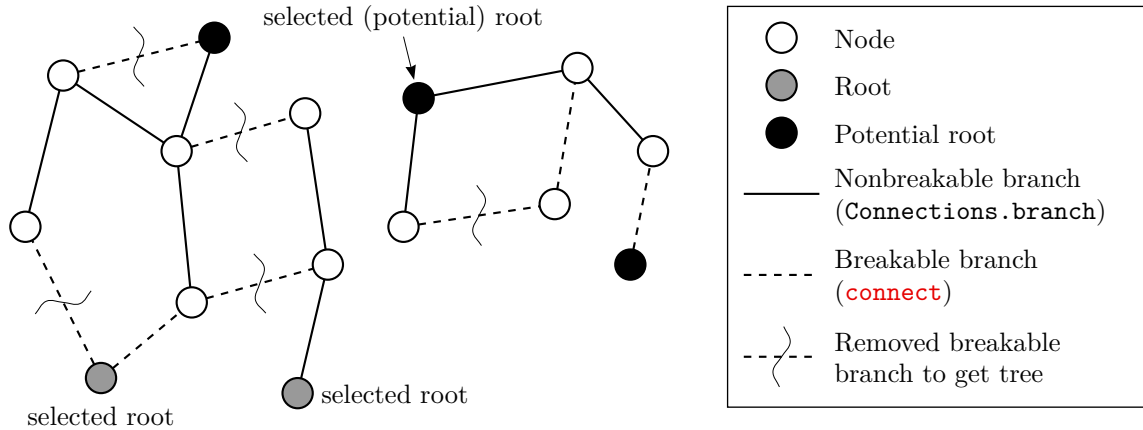 selected (potential) root
selected root
selected root
Node
Root
Potential root
Nonbreakable branch
(Connections.branch)
Breakable branch
(connect)
Removed breakable
branch to get tree